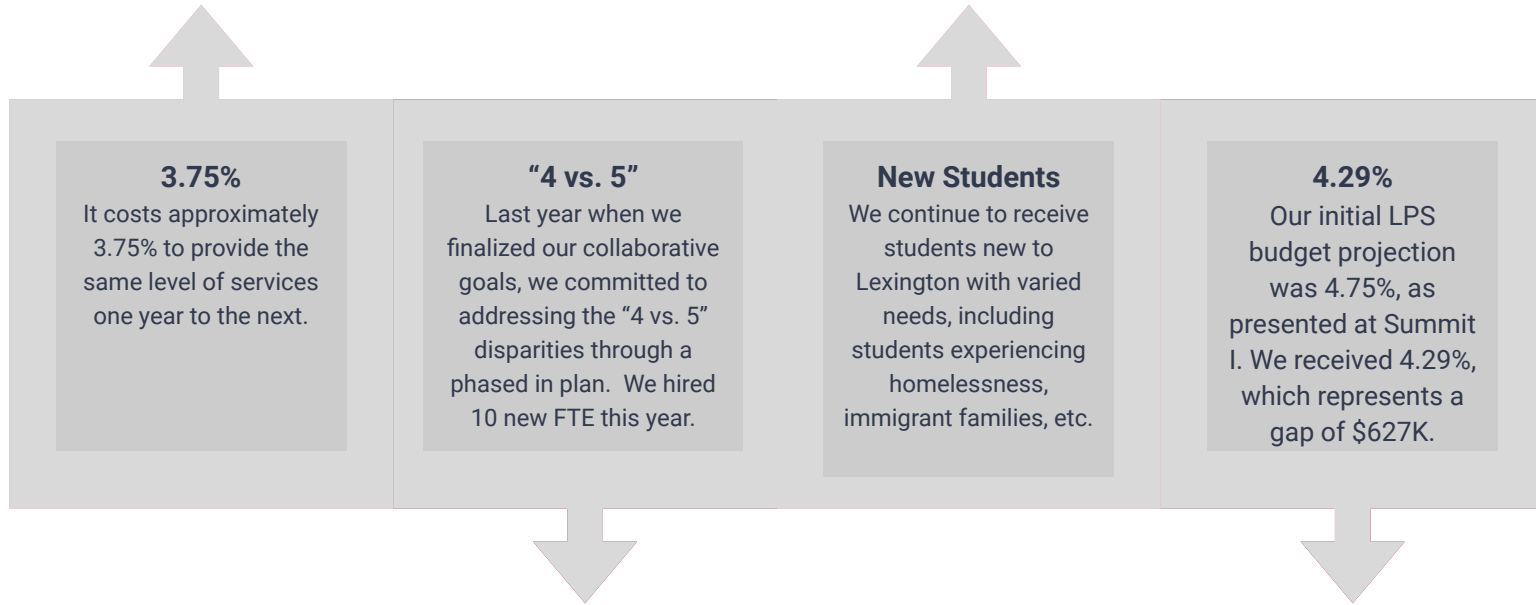 3.75%
It costs approximately
3.75% to provide the
same level of services
one year to the next.
“4 vs. 5”
Last year when we
finalized our collaborative
goals, we committed to
addressing the “4 vs. 5”
disparities through a
phased in plan.  We hired
10 new FTE this year.
New Students
We continue to receive
students new to
Lexington with varied
needs, including
students experiencing
homelessness,
immigrant families, etc.
4.29%
Our initial LPS
budget projection
was 4.75%, as
presented at Summit
I. We received 4.29%,
which represents a
gap of $627K.